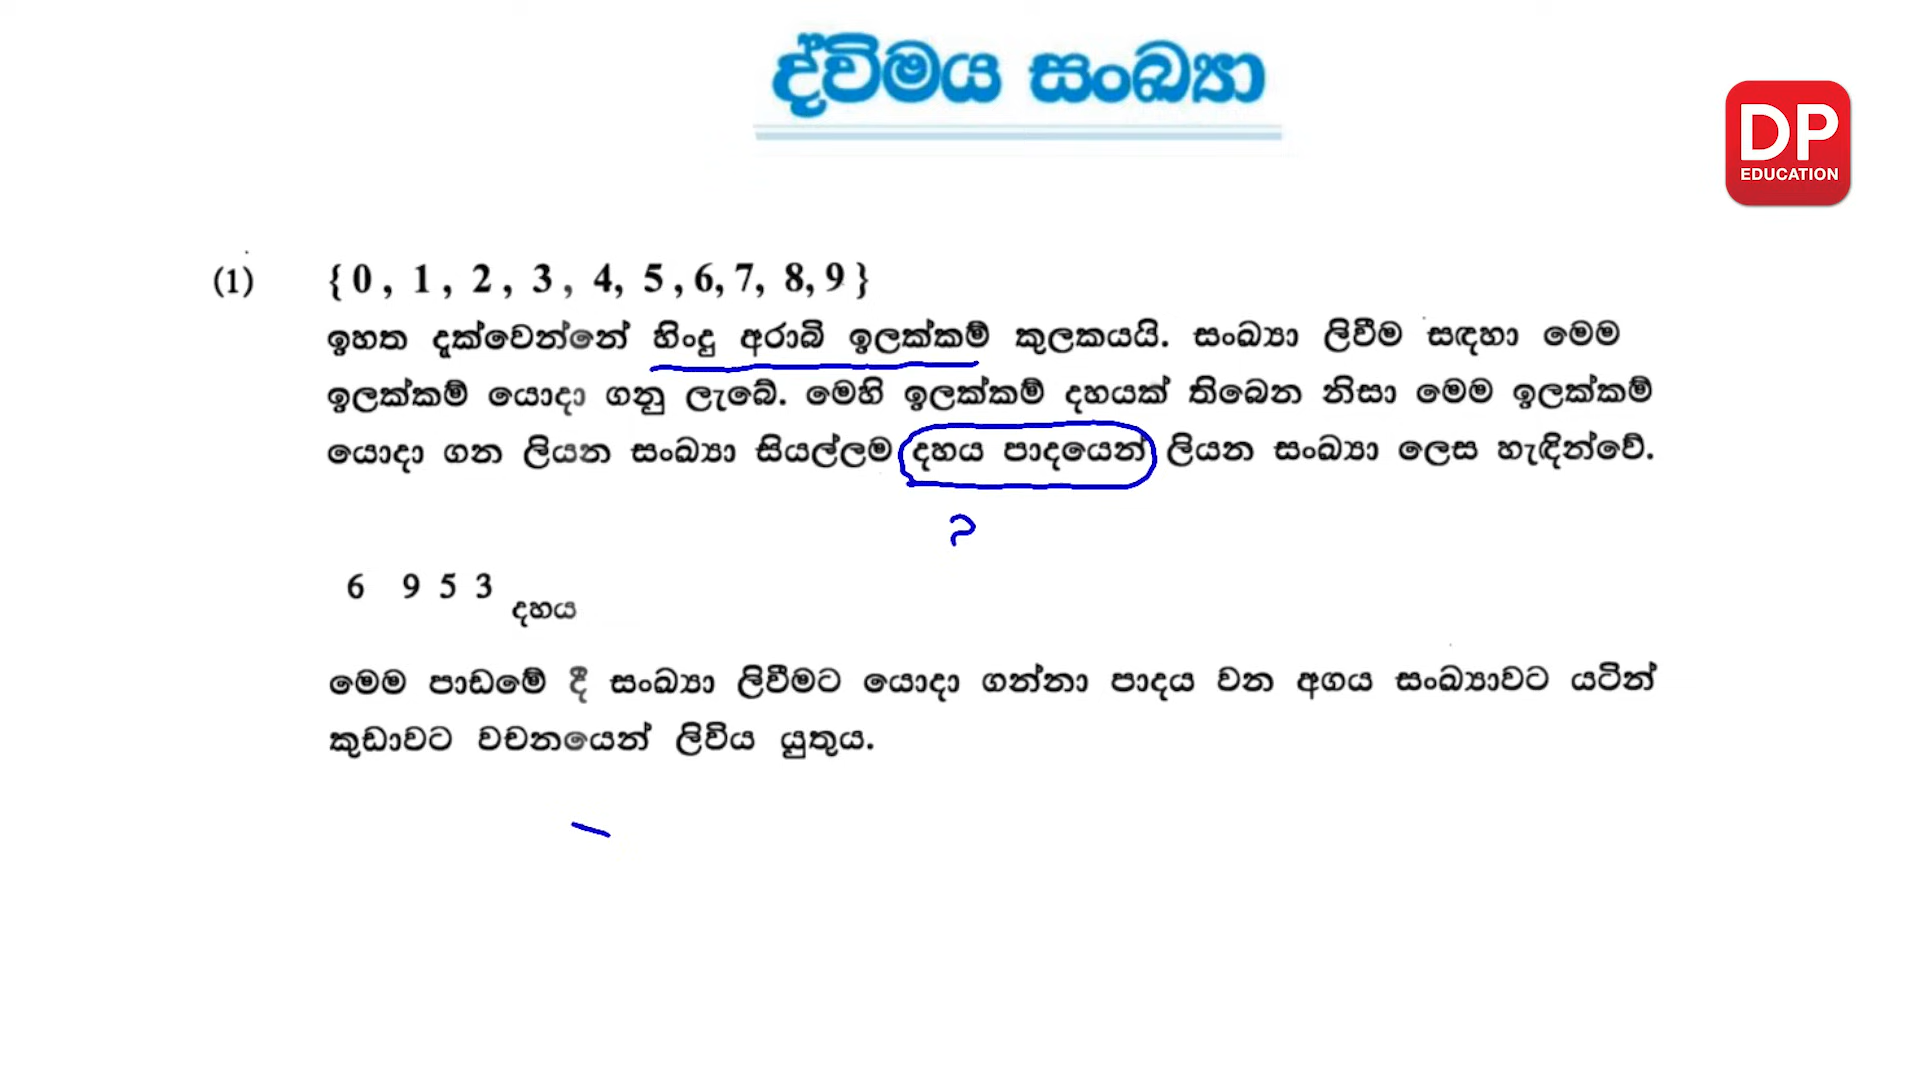 ද්විමය සංඛ්‍යා
DP
EDUCATION
(1) { 0 , 1 , 2 , 3 , 4, 5 , 6, 7, 8, 9 }
ඉහත දැක්වෙන්නේ හිංදු අරාබි ඉලක්කම් කුලකයයි. සංඛ්‍යා ලිවීම සඳහා මෙම
ඉලක්කම් යොදා ගනු ලැබේ. මෙහි ඉලක්කම් දහයක් තිබෙන නිසා මෙම ඉලක්කම්
යොදා ගන ලියන සංඛ්‍යා සියල්ලම දහය පාදයෙන් ලියන සංඛ්‍යා ලෙස හැඳින්වේ.
6 9 5 3 දහය
මෙම පාඩමේ දී සංඛ්‍යා ලිවීමට යොදා ගන්නා පාදය වන අගය සංඛ්‍යාවට යටින්
කුඩාවට වචනයෙන් ලිවිය යුතුය.